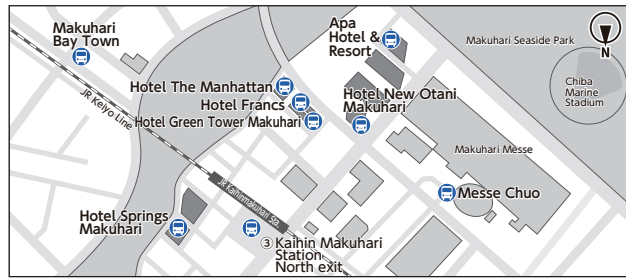 Makuhari
Bay Town
JR Keiyo Line
Apa
Hotel &
Resort
Makuhari Seaside Park
N
Chiba
Marine
Stadium
Hotel The Manhattan
Hotel Francs
Hotel Green Tower Makuhari
Hotel New Otani
Makuhari
Makuhari Messe
Messe Chuo
JR Kaihinmakuhari Sta.
Hotel Springs
Makuhari
③ Kaihin Makuhari
Station
North exit